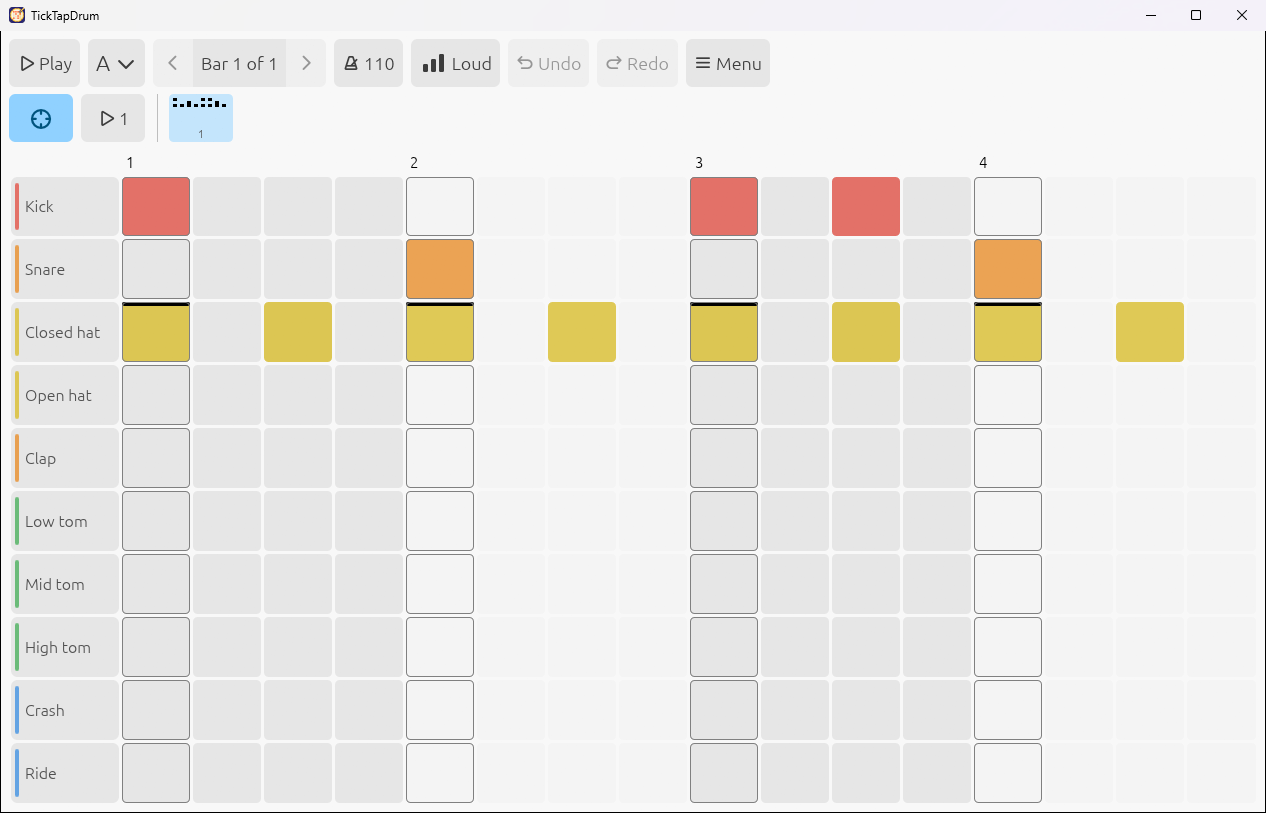 TickTapDrum
Play A Bar 1 of 1 110 Loud Undo Redo Menu
1 1
1 2 3 4
Kick
Snare
Closed hat
Open hat
Clap
Low tom
Mid tom
High tom
Crash
Ride